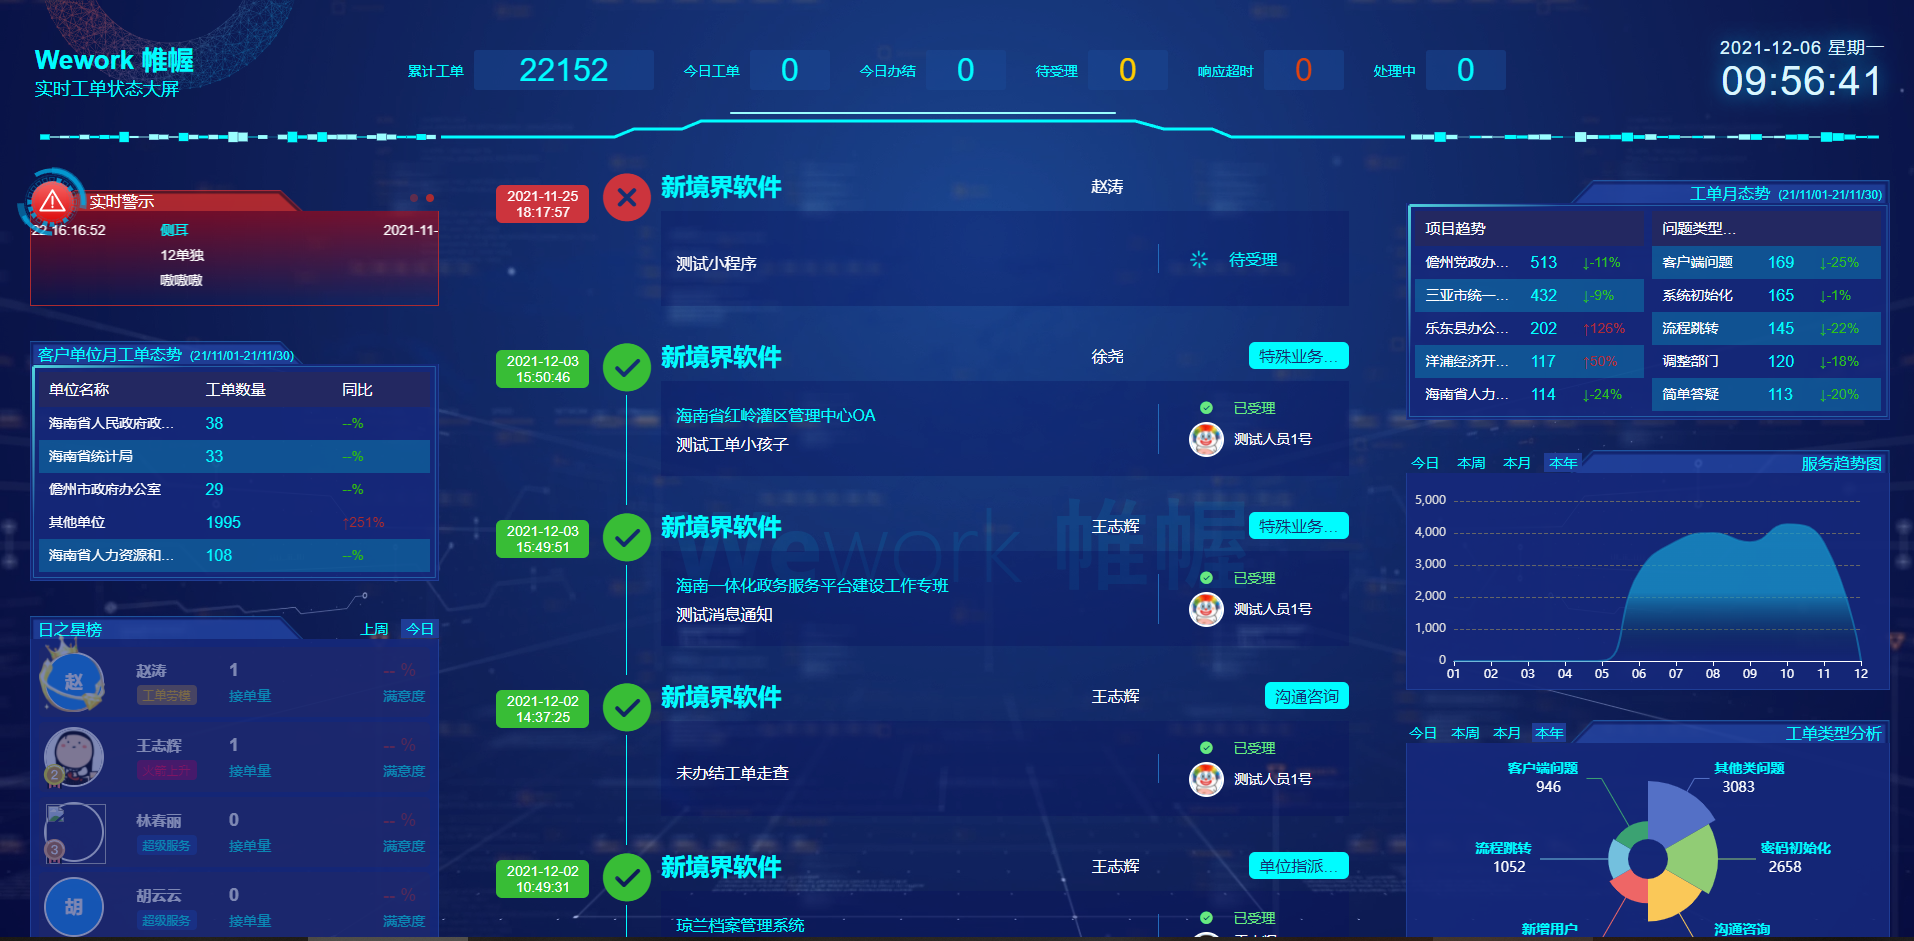 Wework 帷幄
实时工单状态大屏
累计工单 22152 今日工单 0 今日办结 0 待受理 0 响应超时 0 处理中 0
2021-12-06 星期一
09:56:41
实时警示
22 16:16:52 侧耳 2021-11-
12单独
嗷嗷嗷
客户单位月工单态势 (21/11/01-21/11/30)
单位名称 工单数量 同比
海南省人民政府政... 38 --%
海南省统计局 33 --%
儋州市政府办公室 29 --%
其他单位 1995 ↑251%
海南省人力资源和... 108 --%
日之星榜 上周 今日
赵 赵涛 1 -- %
工单劳模 接单量 满意度
王志辉 1 -- %
2 火箭上升 接单量 满意度
林春丽 0 -- %
3 超级服务 接单量 满意度
胡 胡云云 0 -- %
超级服务 接单量 满意度
2021-11-25
18:17:57
新境界软件 赵涛
测试小程序 待受理
2021-12-03
15:50:46
新境界软件 徐尧 特殊业务...
海南省红岭灌区管理中心OA 已受理
测试工单小孩子 测试人员1号
Wework 帷幄
2021-12-03
15:49:51
新境界软件 王志辉 特殊业务...
海南一体化政务服务平台建设工作专班 已受理
测试消息通知 测试人员1号
2021-12-02
14:37:25
新境界软件 王志辉 沟通咨询
已受理
未办结工单走查 测试人员1号
2021-12-02
10:49:31
新境界软件 王志辉 单位指派...
琼兰档案管理系统 已受理
工单月态势 (21/11/01-21/11/30)
项目趋势 问题类型...
儋州党政办... 513 ↓-11% 客户端问题 169 ↓-25%
三亚市统一... 432 ↓-9% 系统初始化 165 ↓-1%
乐东县办公... 202 ↑126% 流程跳转 145 ↓-22%
洋浦经济开... 117 ↑50% 调整部门 120 ↓-18%
海南省人力... 114 ↓-24% 简单答疑 113 ↓-20%
今日 本周 本月 本年 服务趋势图
5,000
4,000
3,000
2,000
1,000
0
01 02 03 04 05 06 07 08 09 10 11 12
今日 本周 本月 本年 工单类型分析
客户端问题 其他类问题
946 3083
流程跳转 密码初始化
1052 2658
新增用户 沟通咨询